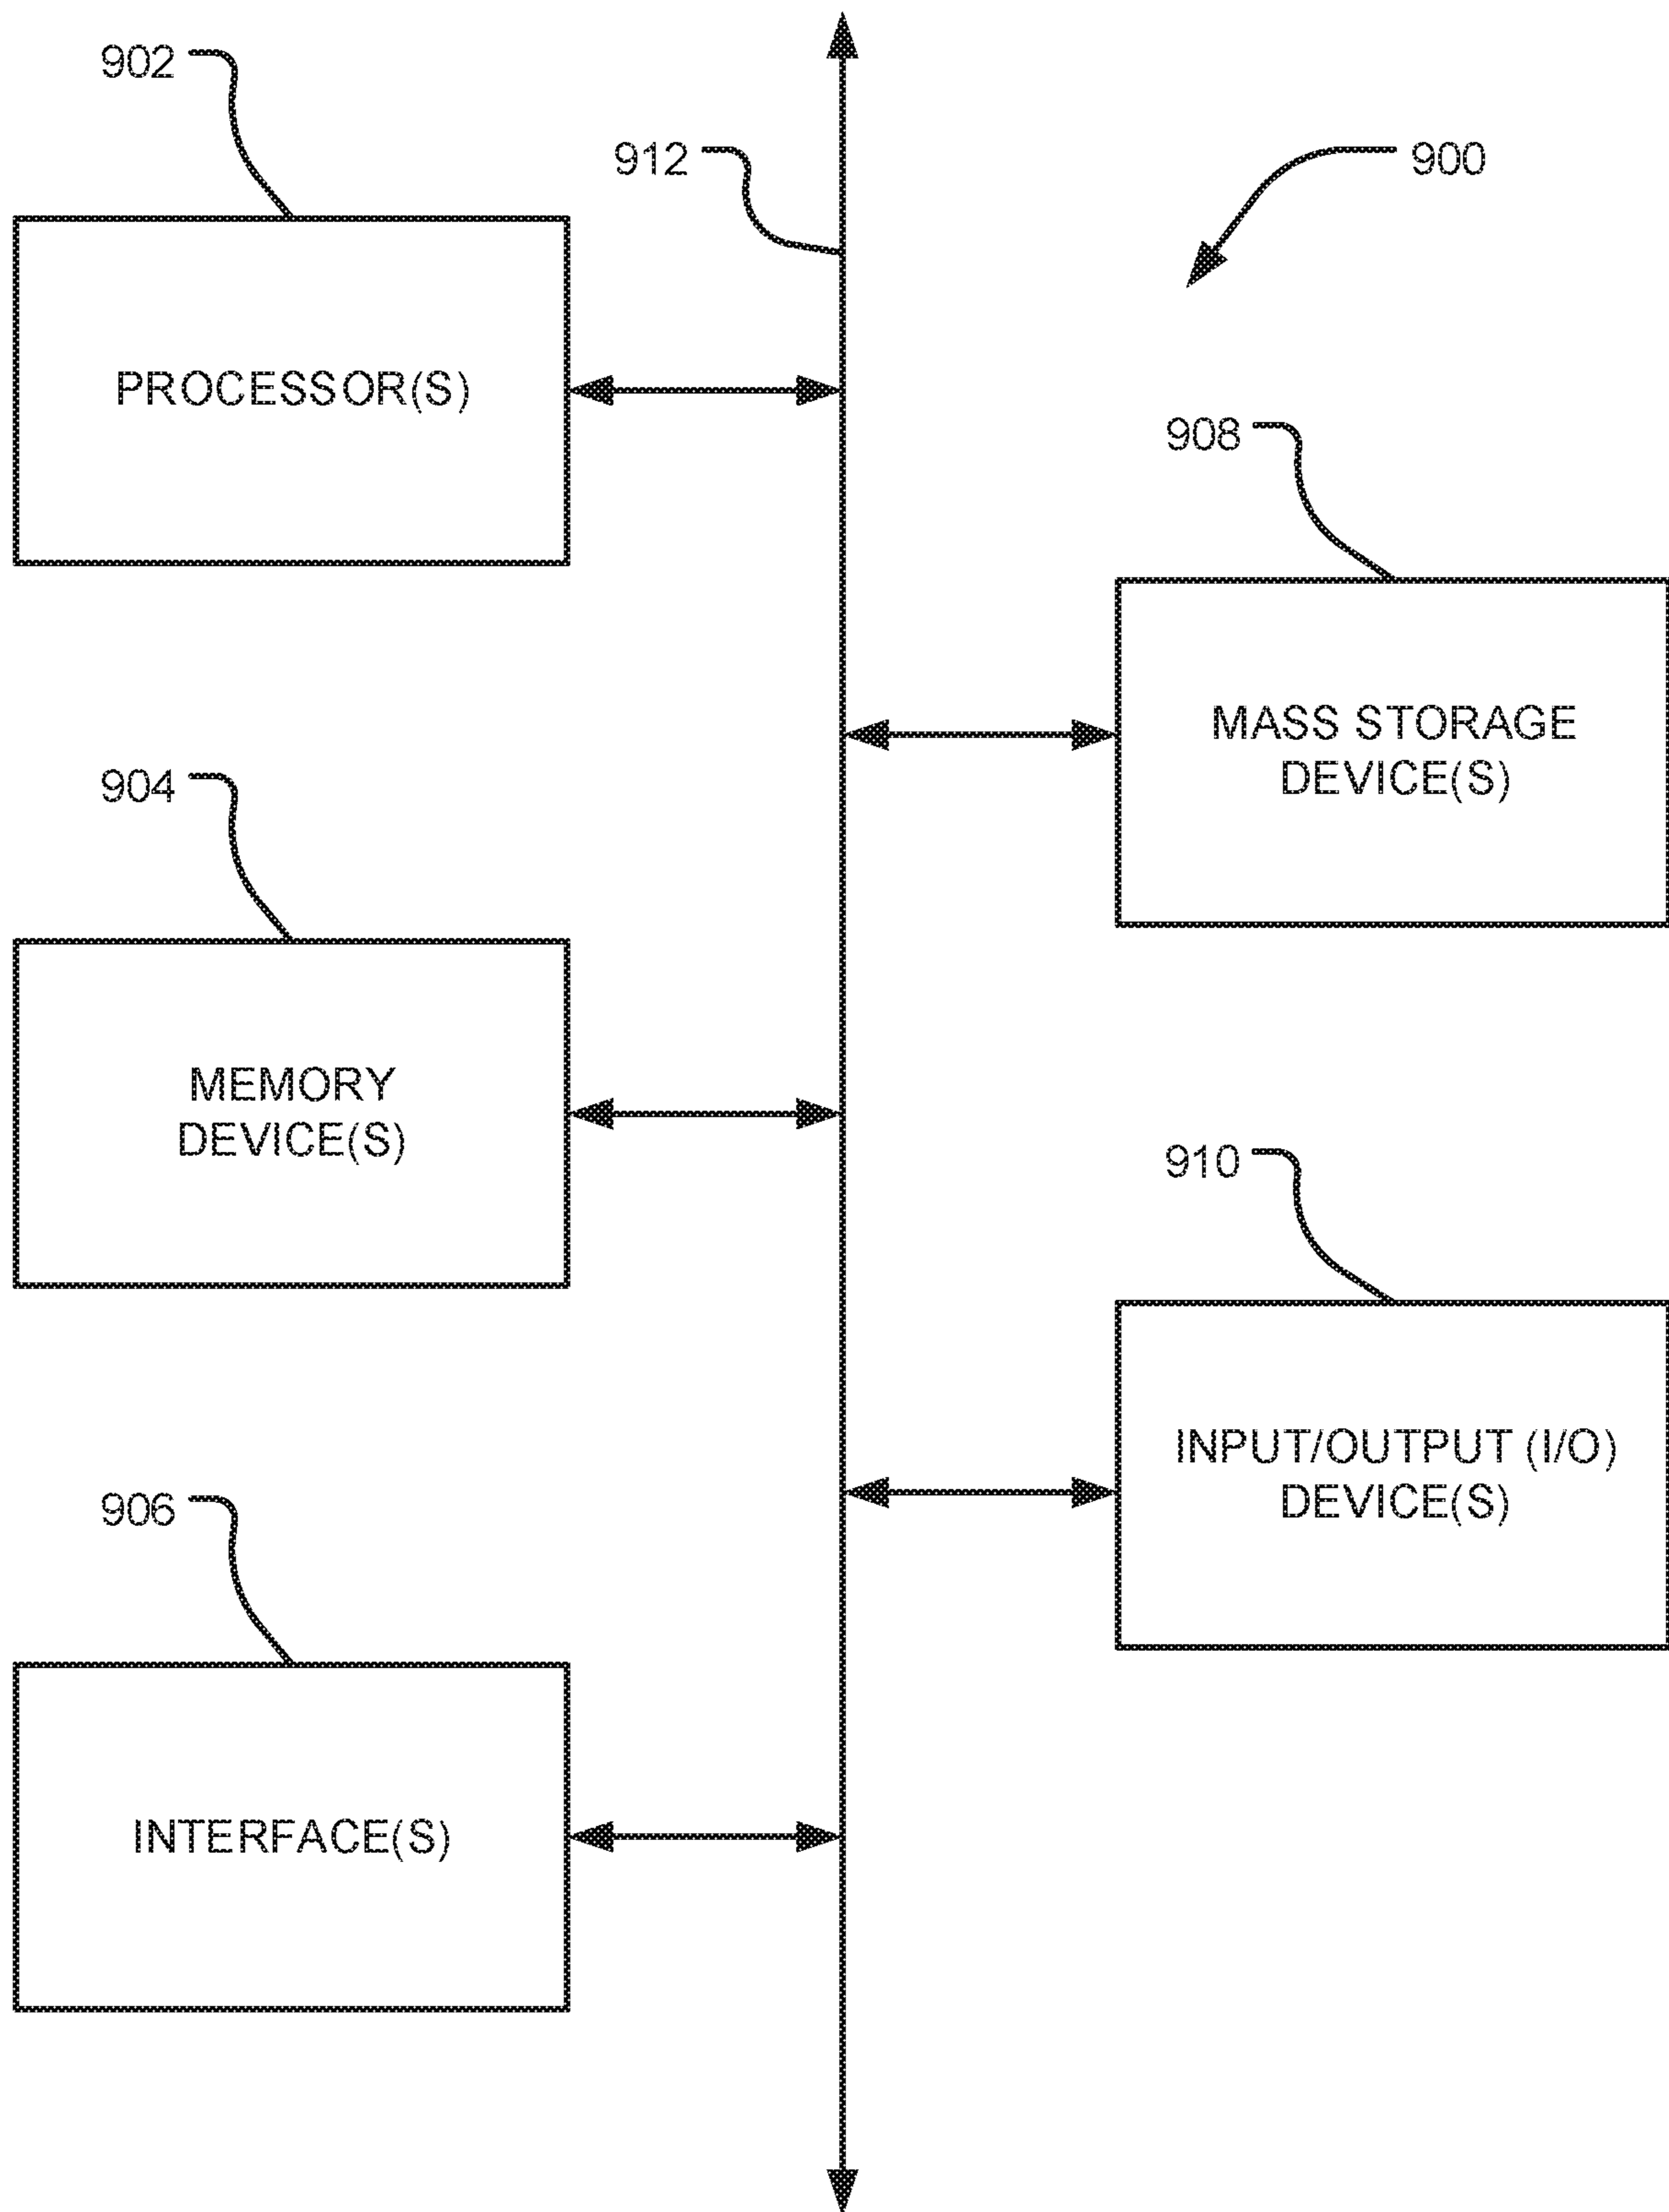 902
912
900
PROCESSOR(S)
908
MASS STORAGE
DEVICE(S)
904
MEMORY
DEVICE(S)
910
INPUT/OUTPUT (I/O)
DEVICE(S)
906
INTERFACE(S)